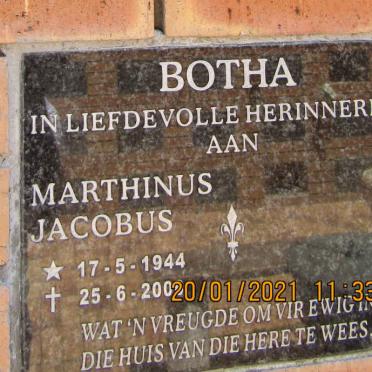 BOTHA
IN LIEFDEVOLLE HERINNERI
AAN
MARTHINUS
JACOBUS
17-5-1944
25-6-200
20/01/2021 11:33
WAT 'N VREUGDE OM VIR EWIG IN
DIE HUIS VAN DIE HERE TE WEES.